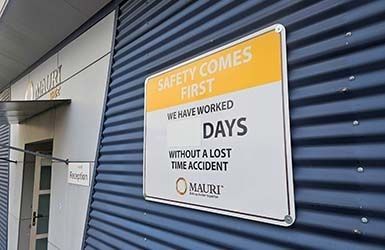 MAURI
Reception
SAFETY COMES
FIRST
WE HAVE WORKED
DAYS
WITHOUT A LOST
TIME ACCIDENT
MAURI